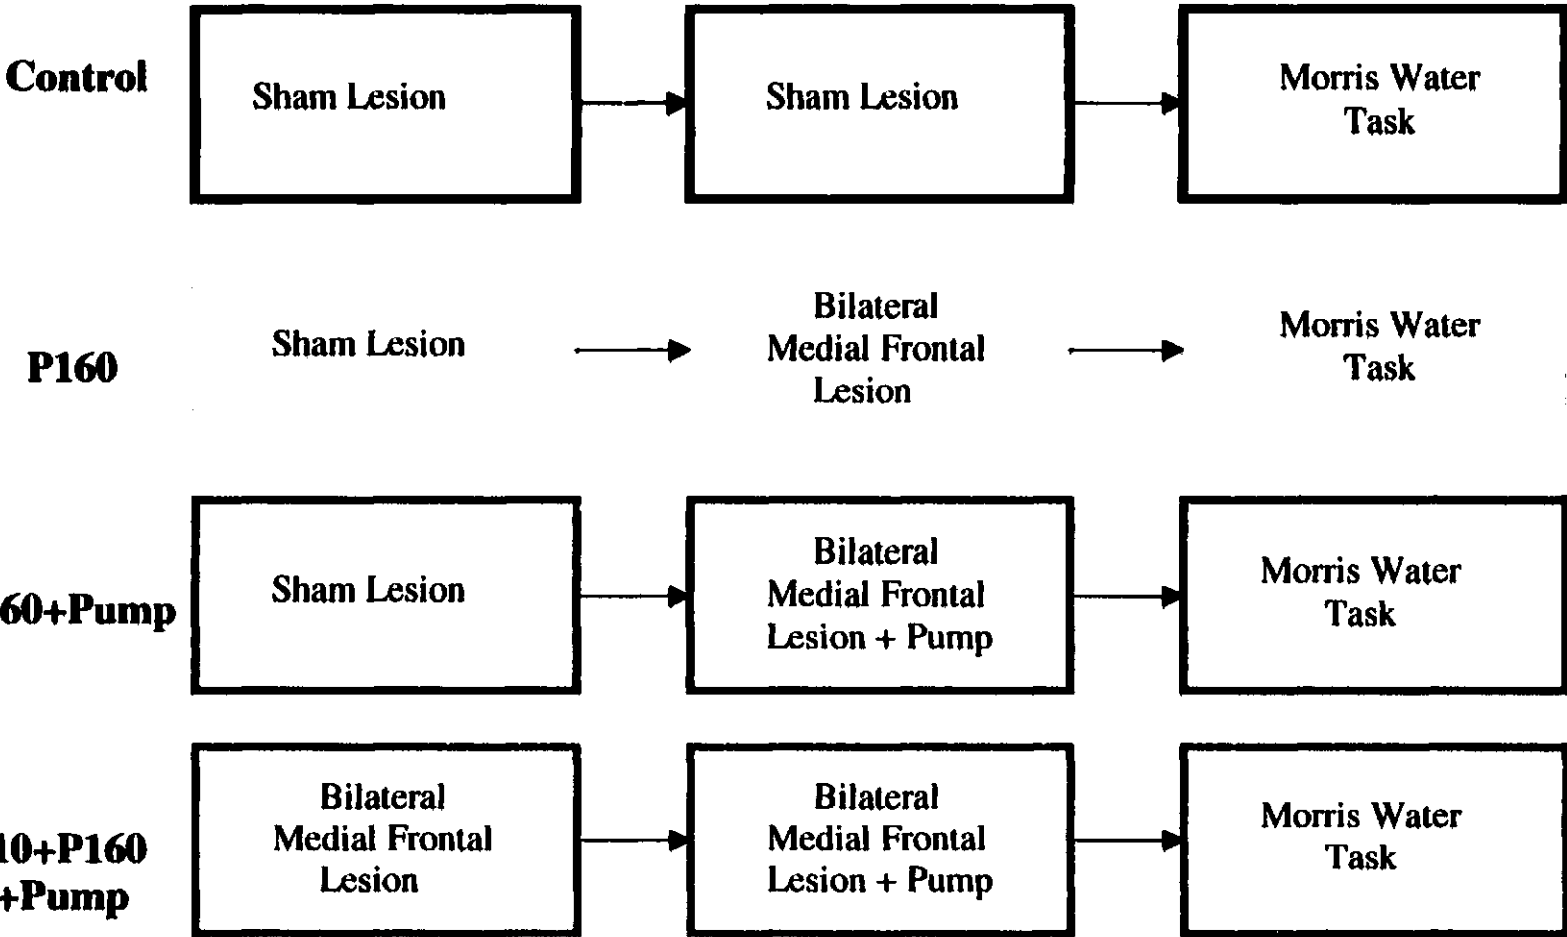 Control
Sham Lesion
Sham Lesion
Morris Water
Task
P160
Sham Lesion
Bilateral
Medial Frontal
Lesion
Morris Water
Task
60+Pump
Sham Lesion
Bilateral
Medial Frontal
Lesion + Pump
Morris Water
Task
10+P160
+Pump
Bilateral
Medial Frontal
Lesion
Bilateral
Medial Frontal
Lesion + Pump
Morris Water
Task